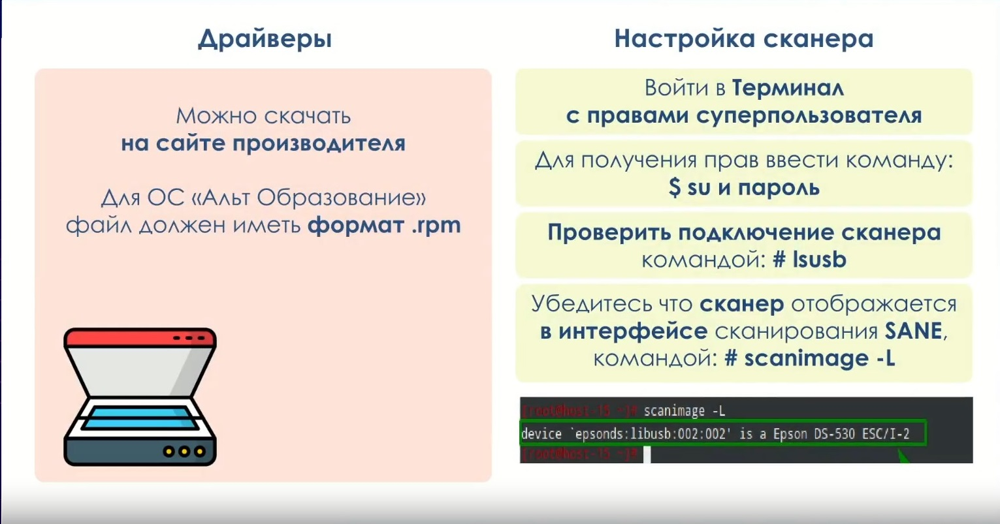 Драйверы
Можно скачать
на сайте производителя
Для ОС «Альт Образование»
файл должен иметь формат .rpm
Настройка сканера
Войти в Терминал
с правами суперпользователя
Для получения прав ввести команду:
$ su и пароль
Проверить подключение сканера
командой: # lsusb
Убедитесь что сканер отображается
в интерфейсе сканирования SANE,
командой: # scanimage -L
[root@host-15 ~]# scanimage -L
device `epsonds:libusb:002:002' is a Epson DS-530 ESC/I-2
[root@host-15 ~]#